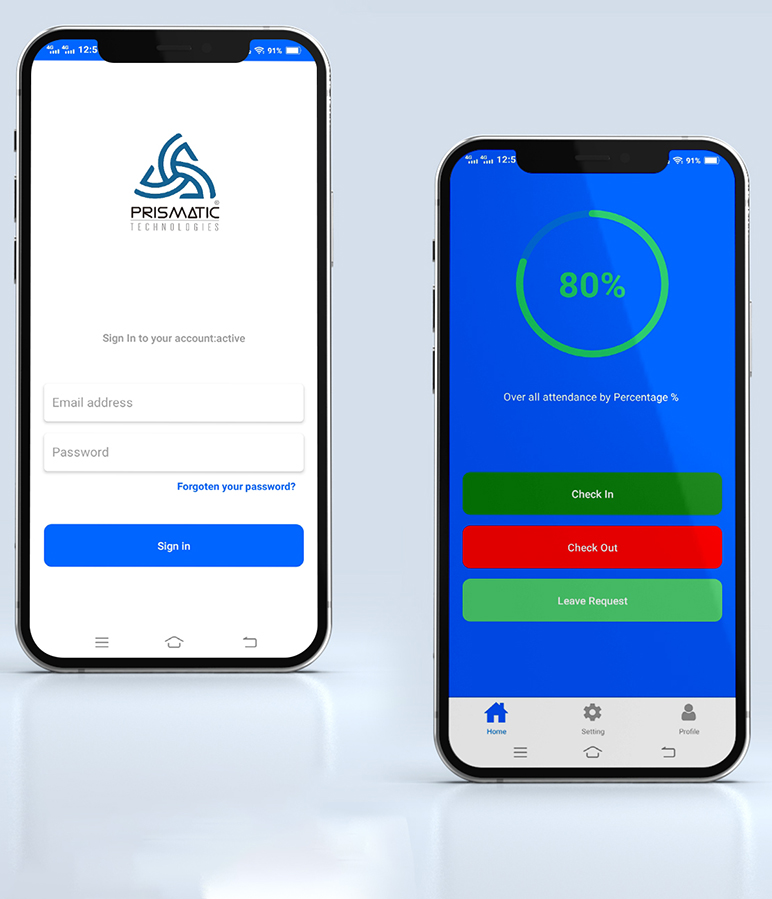 4G 4G 12:5
91%
PRISMATIC®
TECHNOLOGIES
Sign In to your account:active
Email address
Password
Forgoten your password?
Sign in
4G 4G 12:5
91%
80%
Over all attendance by Percentage %
Check In
Check Out
Leave Request
Home Setting Profile